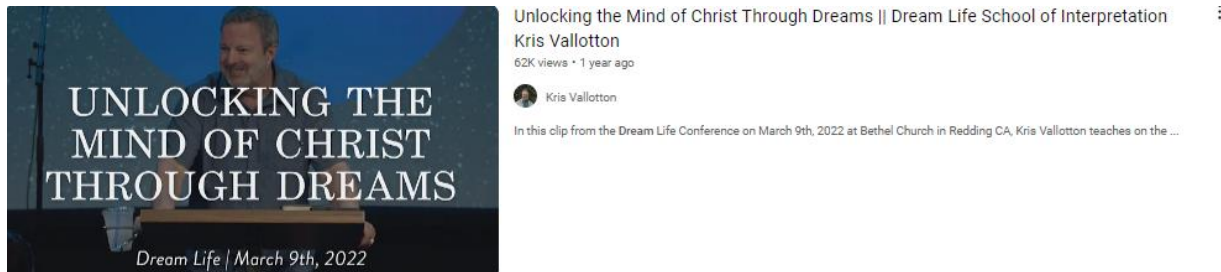 UNLOCKING THE
MIND OF CHRIST
THROUGH DREAMS
Dream Life | March 9th, 2022
Unlocking the Mind of Christ Through Dreams || Dream Life School of Interpretation
Kris Vallotton
62K views • 1 year ago
Kris Vallotton
In this clip from the Dream Life Conference on March 9th, 2022 at Bethel Church in Redding CA, Kris Vallotton teaches on the ...